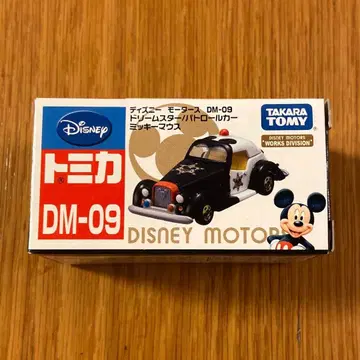 Disney
ディズニー モータース DM-09
ドリームスター/パトロールカー
ミッキーマウス
TAKARA
TOMY
DISNEY MOTORS
"WORKS DIVISION"
トミカ
DM-09
DISNEY MOTORS